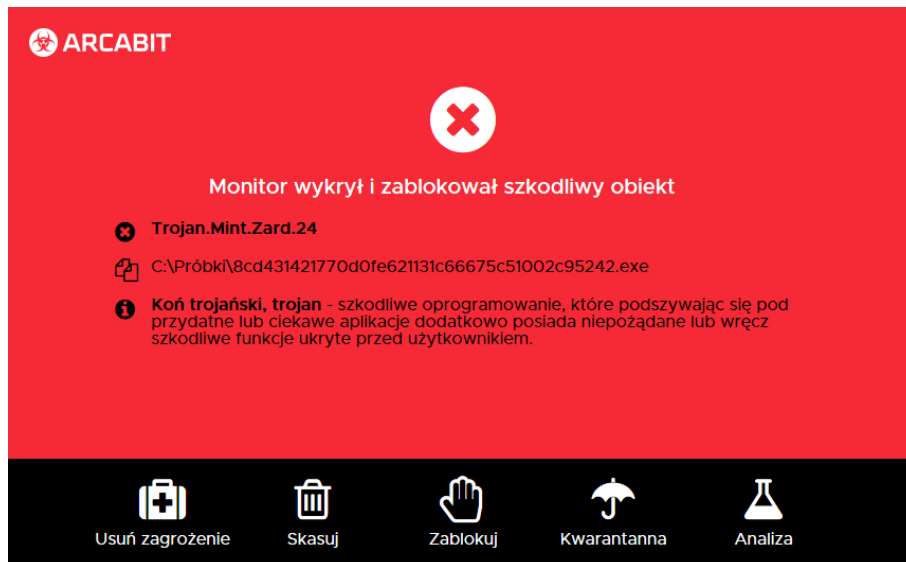 ARCABIT
Monitor wykrył i zablokował szkodliwy obiekt
Trojan.Mint.Zard.24
C:\Próbki\8cd431421770d0fe621131c66675c51002c95242.exe
Koń trojański, trojan - szkodliwe oprogramowanie, które podszywając się pod
przydatne lub ciekawe aplikacje dodatkowo posiada niepożądane lub wręcz
szkodliwe funkcje ukryte przed użytkownikiem.
Usuń zagrożenie
Skasuj
Zablokuj
Kwarantanna
Analiza